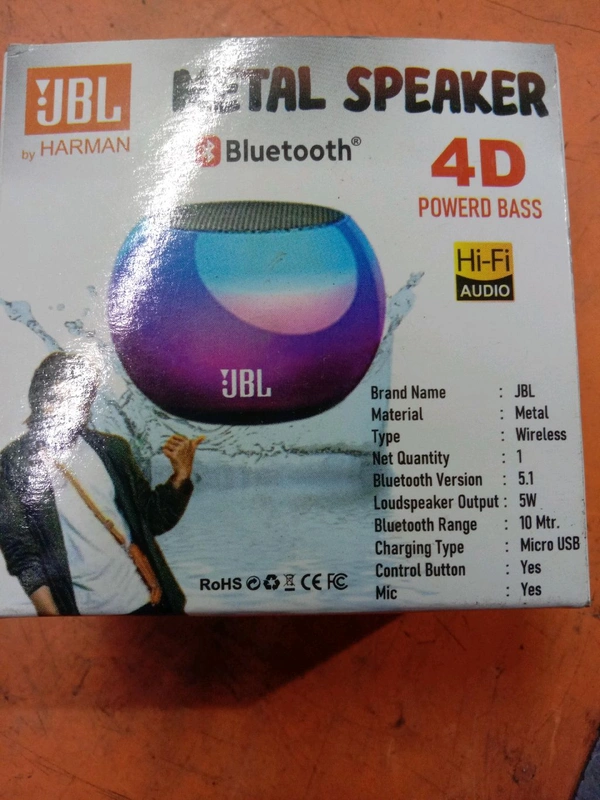 JBL
by HARMAN
METAL SPEAKER
Bluetooth®
4D
POWERD BASS
Hi-Fi
AUDIO
JBL
Brand Name : JBL
Material : Metal
Type : Wireless
Net Quantity : 1
Bluetooth Version : 5.1
Loudspeaker Output : 5W
Bluetooth Range : 10 Mtr.
Charging Type : Micro USB
Control Button : Yes
Mic : Yes
RoHS CE FC